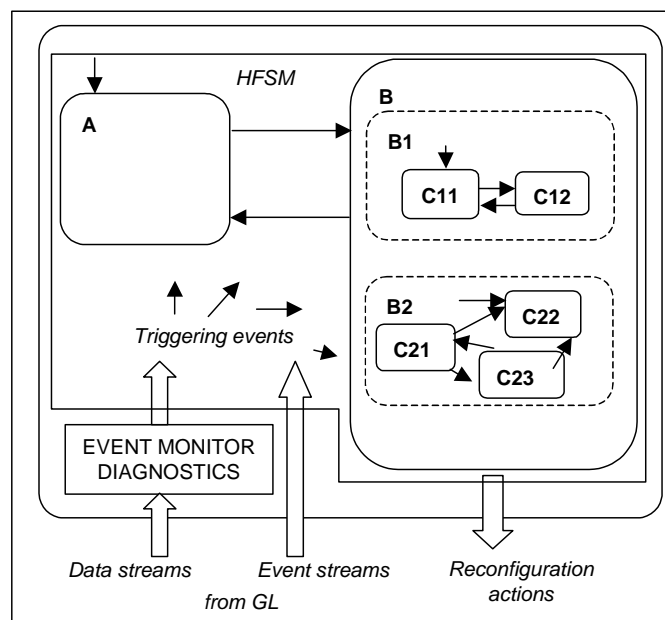 HFSM
A
B
B1
C11
C12
B2
C22
C21
C23
Triggering events
EVENT MONITOR
DIAGNOSTICS
Data streams
Event streams
Reconfiguration
actions
from GL